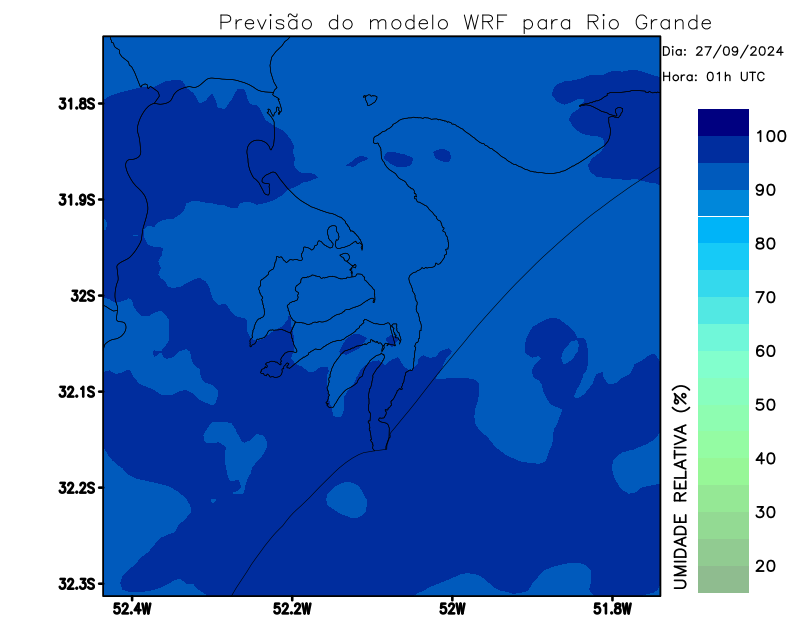 Previsão do modelo WRF para Rio Grande
Dia: 27/09/2024
Hora: 01h UTC
31.8S
31.9S
32S
32.1S
32.2S
32.3S
52.4W
52.2W
52W
51.8W
100
90
80
70
60
50
40
30
20
UMIDADE RELATIVA (%)